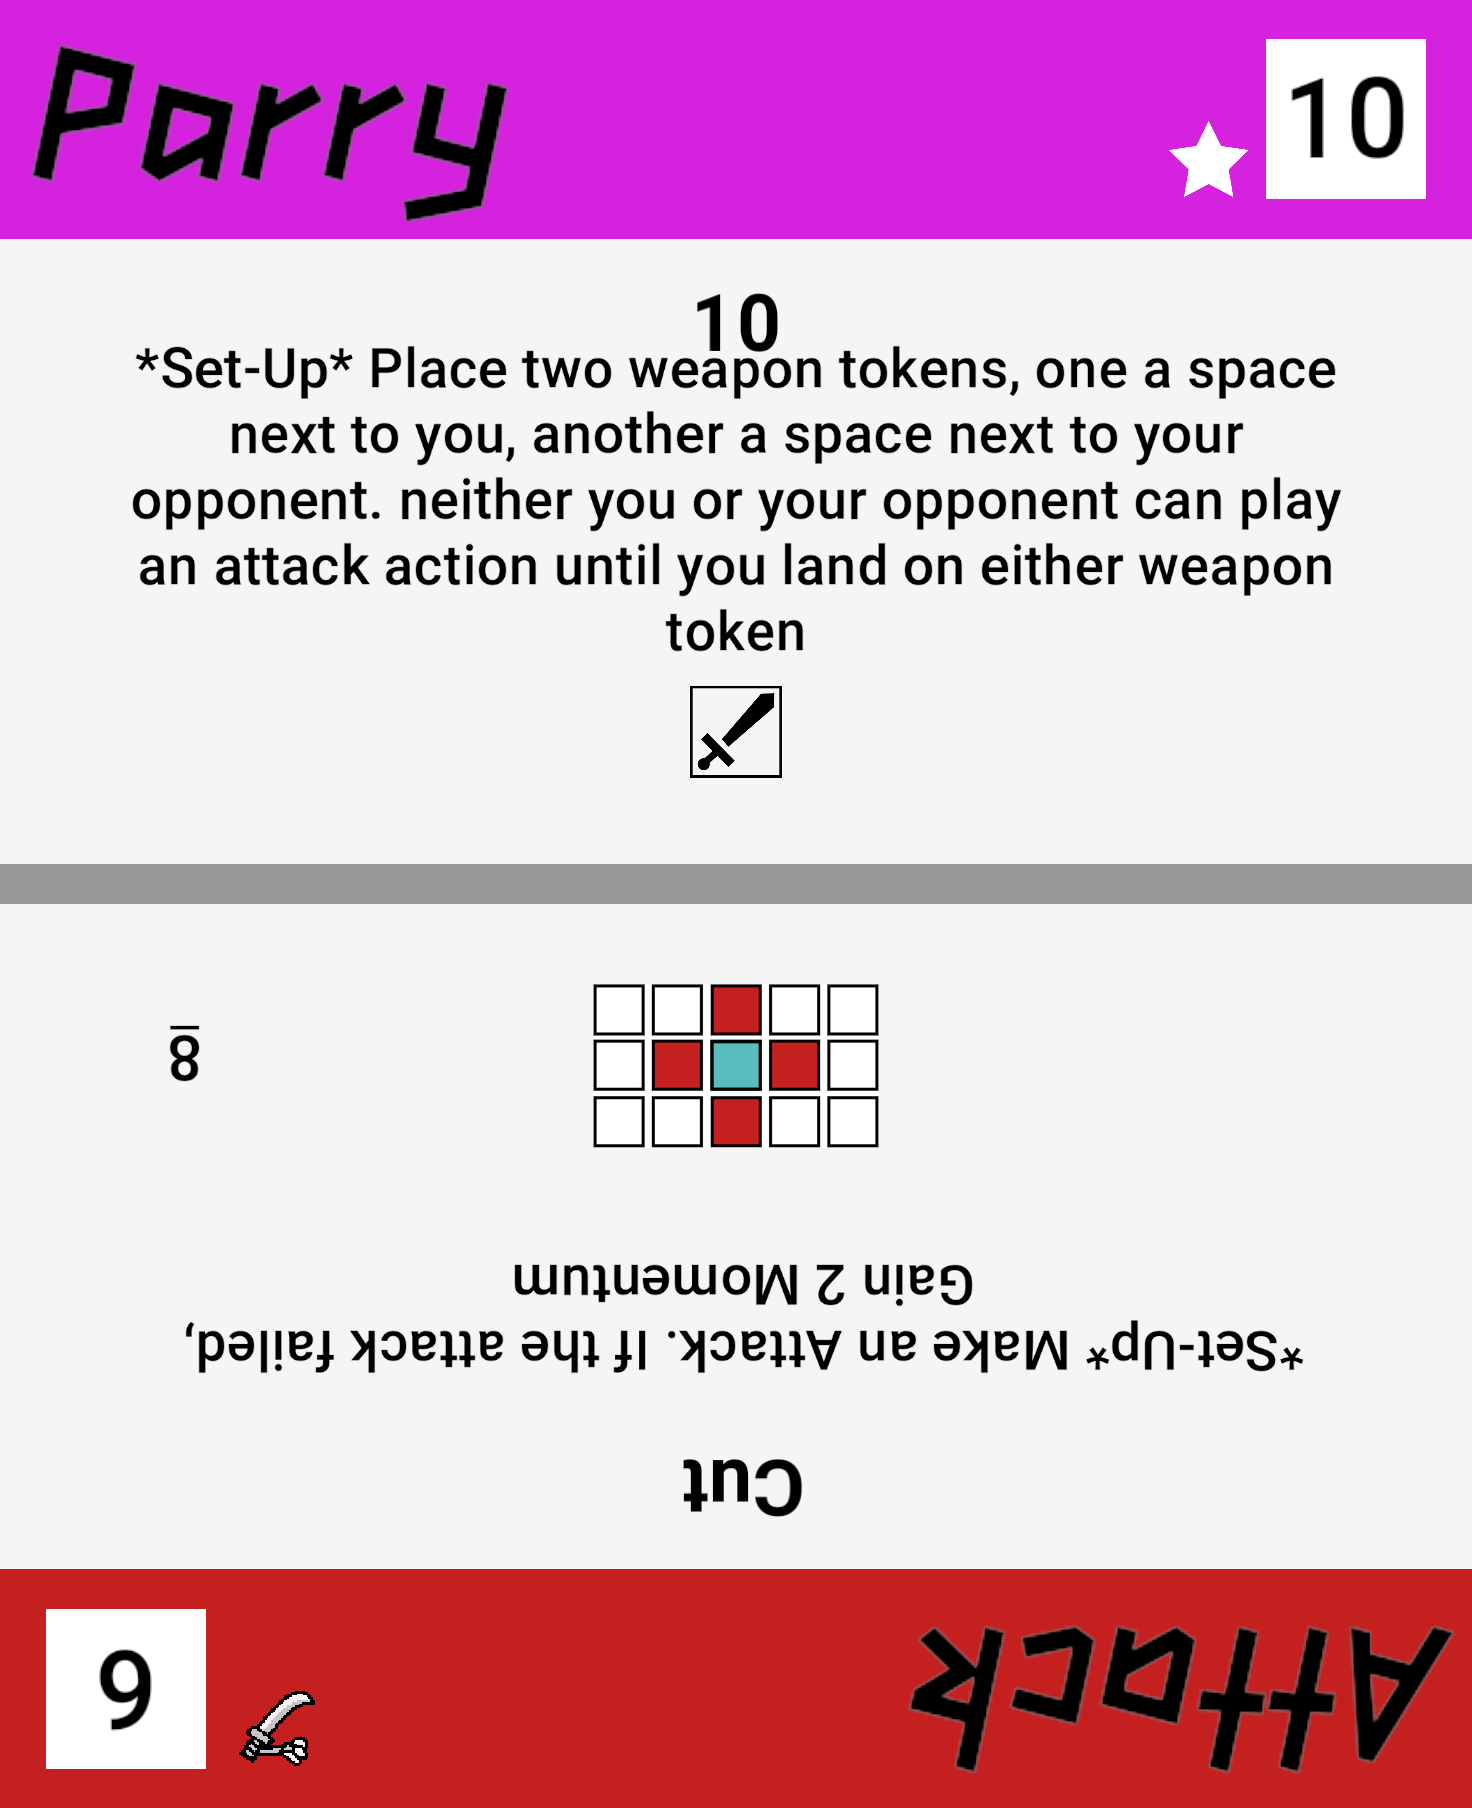 Parry
10
10
*Set-Up* Place two weapon tokens, one a space
next to you, another a space next to your
opponent. neither you or your opponent can play
an attack action until you land on either weapon
token
Attack
6
Cut
*Set-Up* Make an Attack. If the attack failed,
Gain 2 Momentum
8